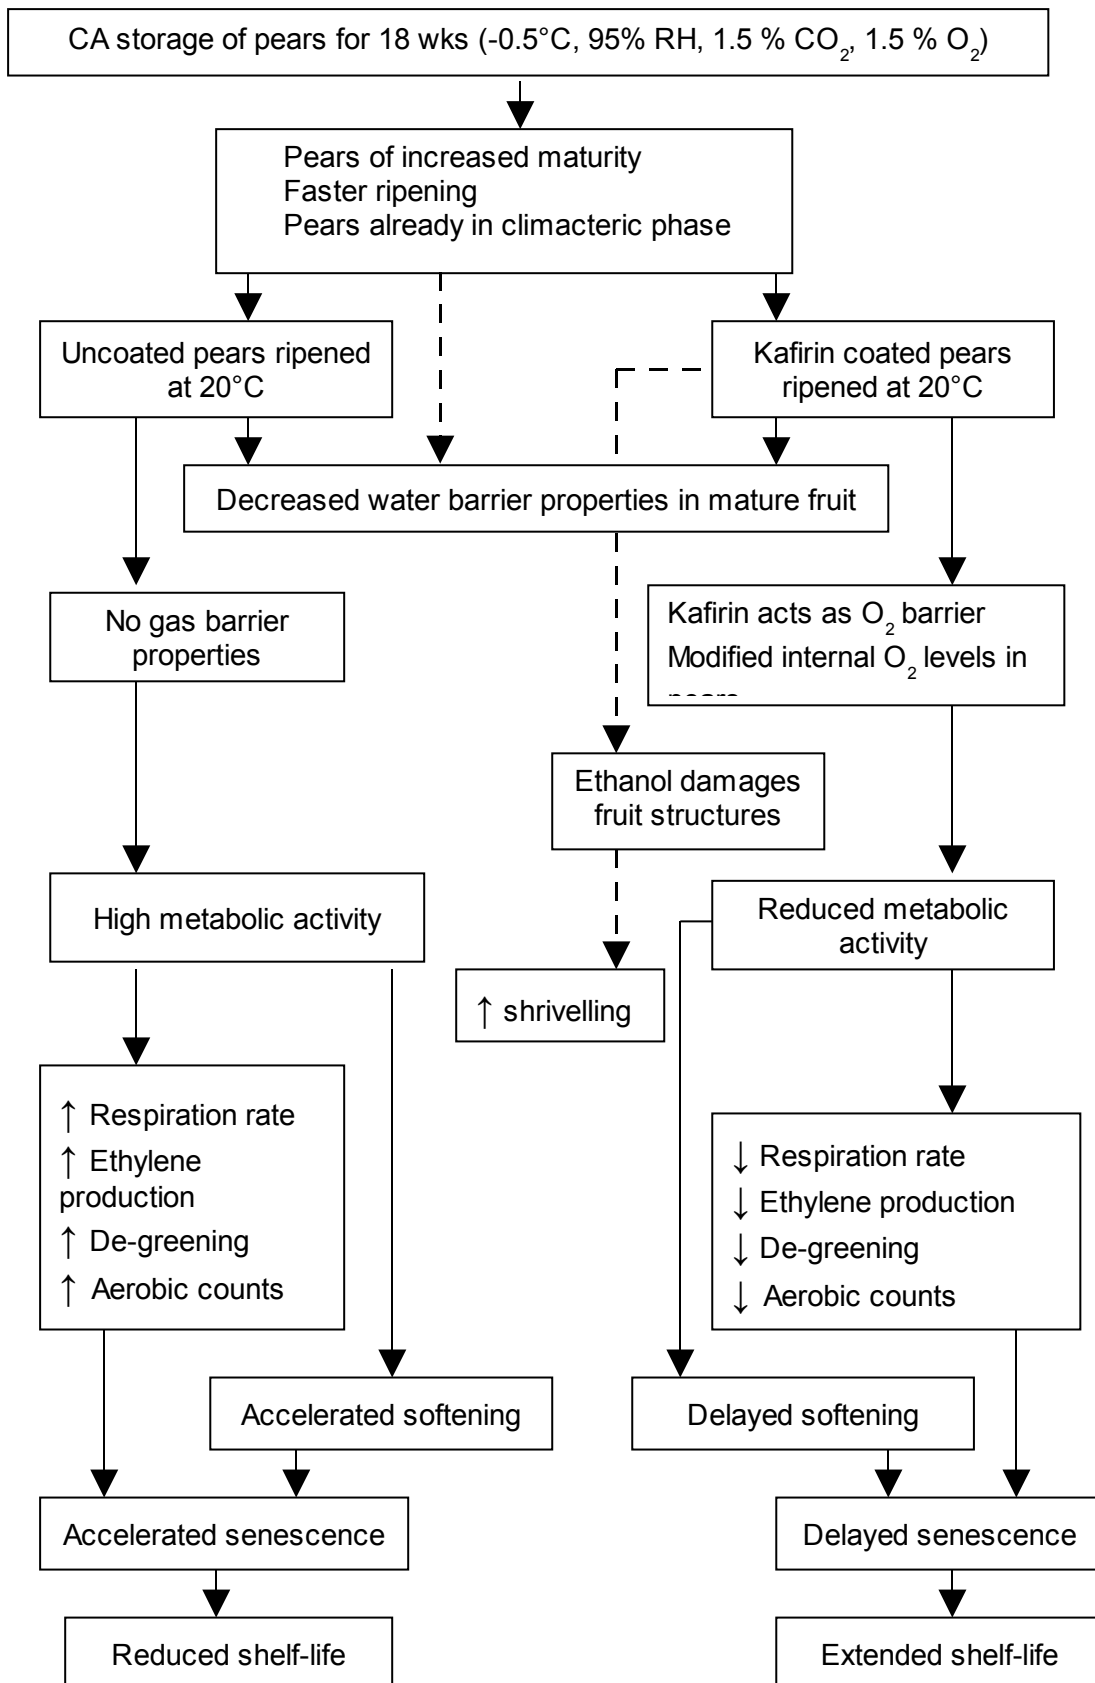 CA storage of pears for 18 wks (-0.5°C, 95% RH, 1.5 % CO₂, 1.5 % O₂)
Pears of increased maturity
Faster ripening
Pears already in climacteric phase
Uncoated pears ripened
at 20°C
Kafirin coated pears
ripened at 20°C
Decreased water barrier properties in mature fruit
No gas barrier
properties
Kafirin acts as O₂ barrier
Modified internal O₂ levels in
Ethanol damages
fruit structures
High metabolic activity
Reduced metabolic
activity
↑ shrivelling
↑ Respiration rate
↑ Ethylene
production
↑ De-greening
↑ Aerobic counts
↓ Respiration rate
↓ Ethylene production
↓ De-greening
↓ Aerobic counts
Accelerated softening
Delayed softening
Accelerated senescence
Delayed senescence
Reduced shelf-life
Extended shelf-life